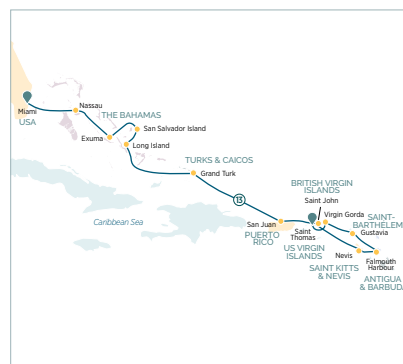 Nassau
Miami
USA
THE BAHAMAS
San Salvador Island
Exuma
Long Island
TURKS & CAICOS
Grand Turk
BRITISH VIRGIN
ISLANDS
Saint John
13
Virgin Gorda
SAINT-
BARTHELEM
Caribbean Sea
San Juan
Saint
Thomas
Gustavia
PUERTO
RICO
US VIRGIN
ISLANDS
Nevis
Falmouth
Harbour
SAINT KITTS
& NEVIS
ANTIGUA
& BARBUD